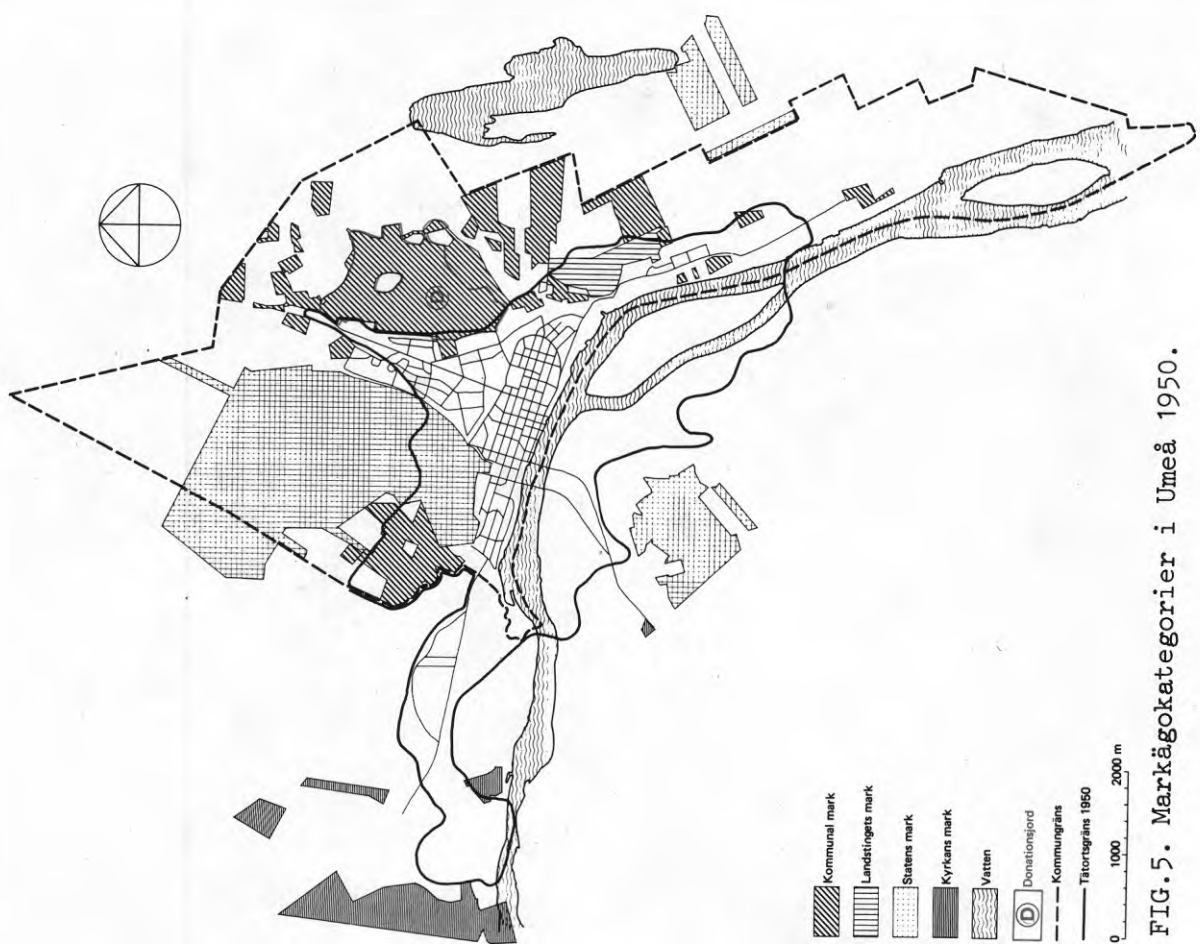 D
Kommunal mark
Landstingets mark
Statens mark
Kyrkans mark
Vatten
D Donationsjord
Kommungräns
Tätortsgräns 1950
0 1000 2000 m
FIG.5. Markägokategorier i Umeå 1950.